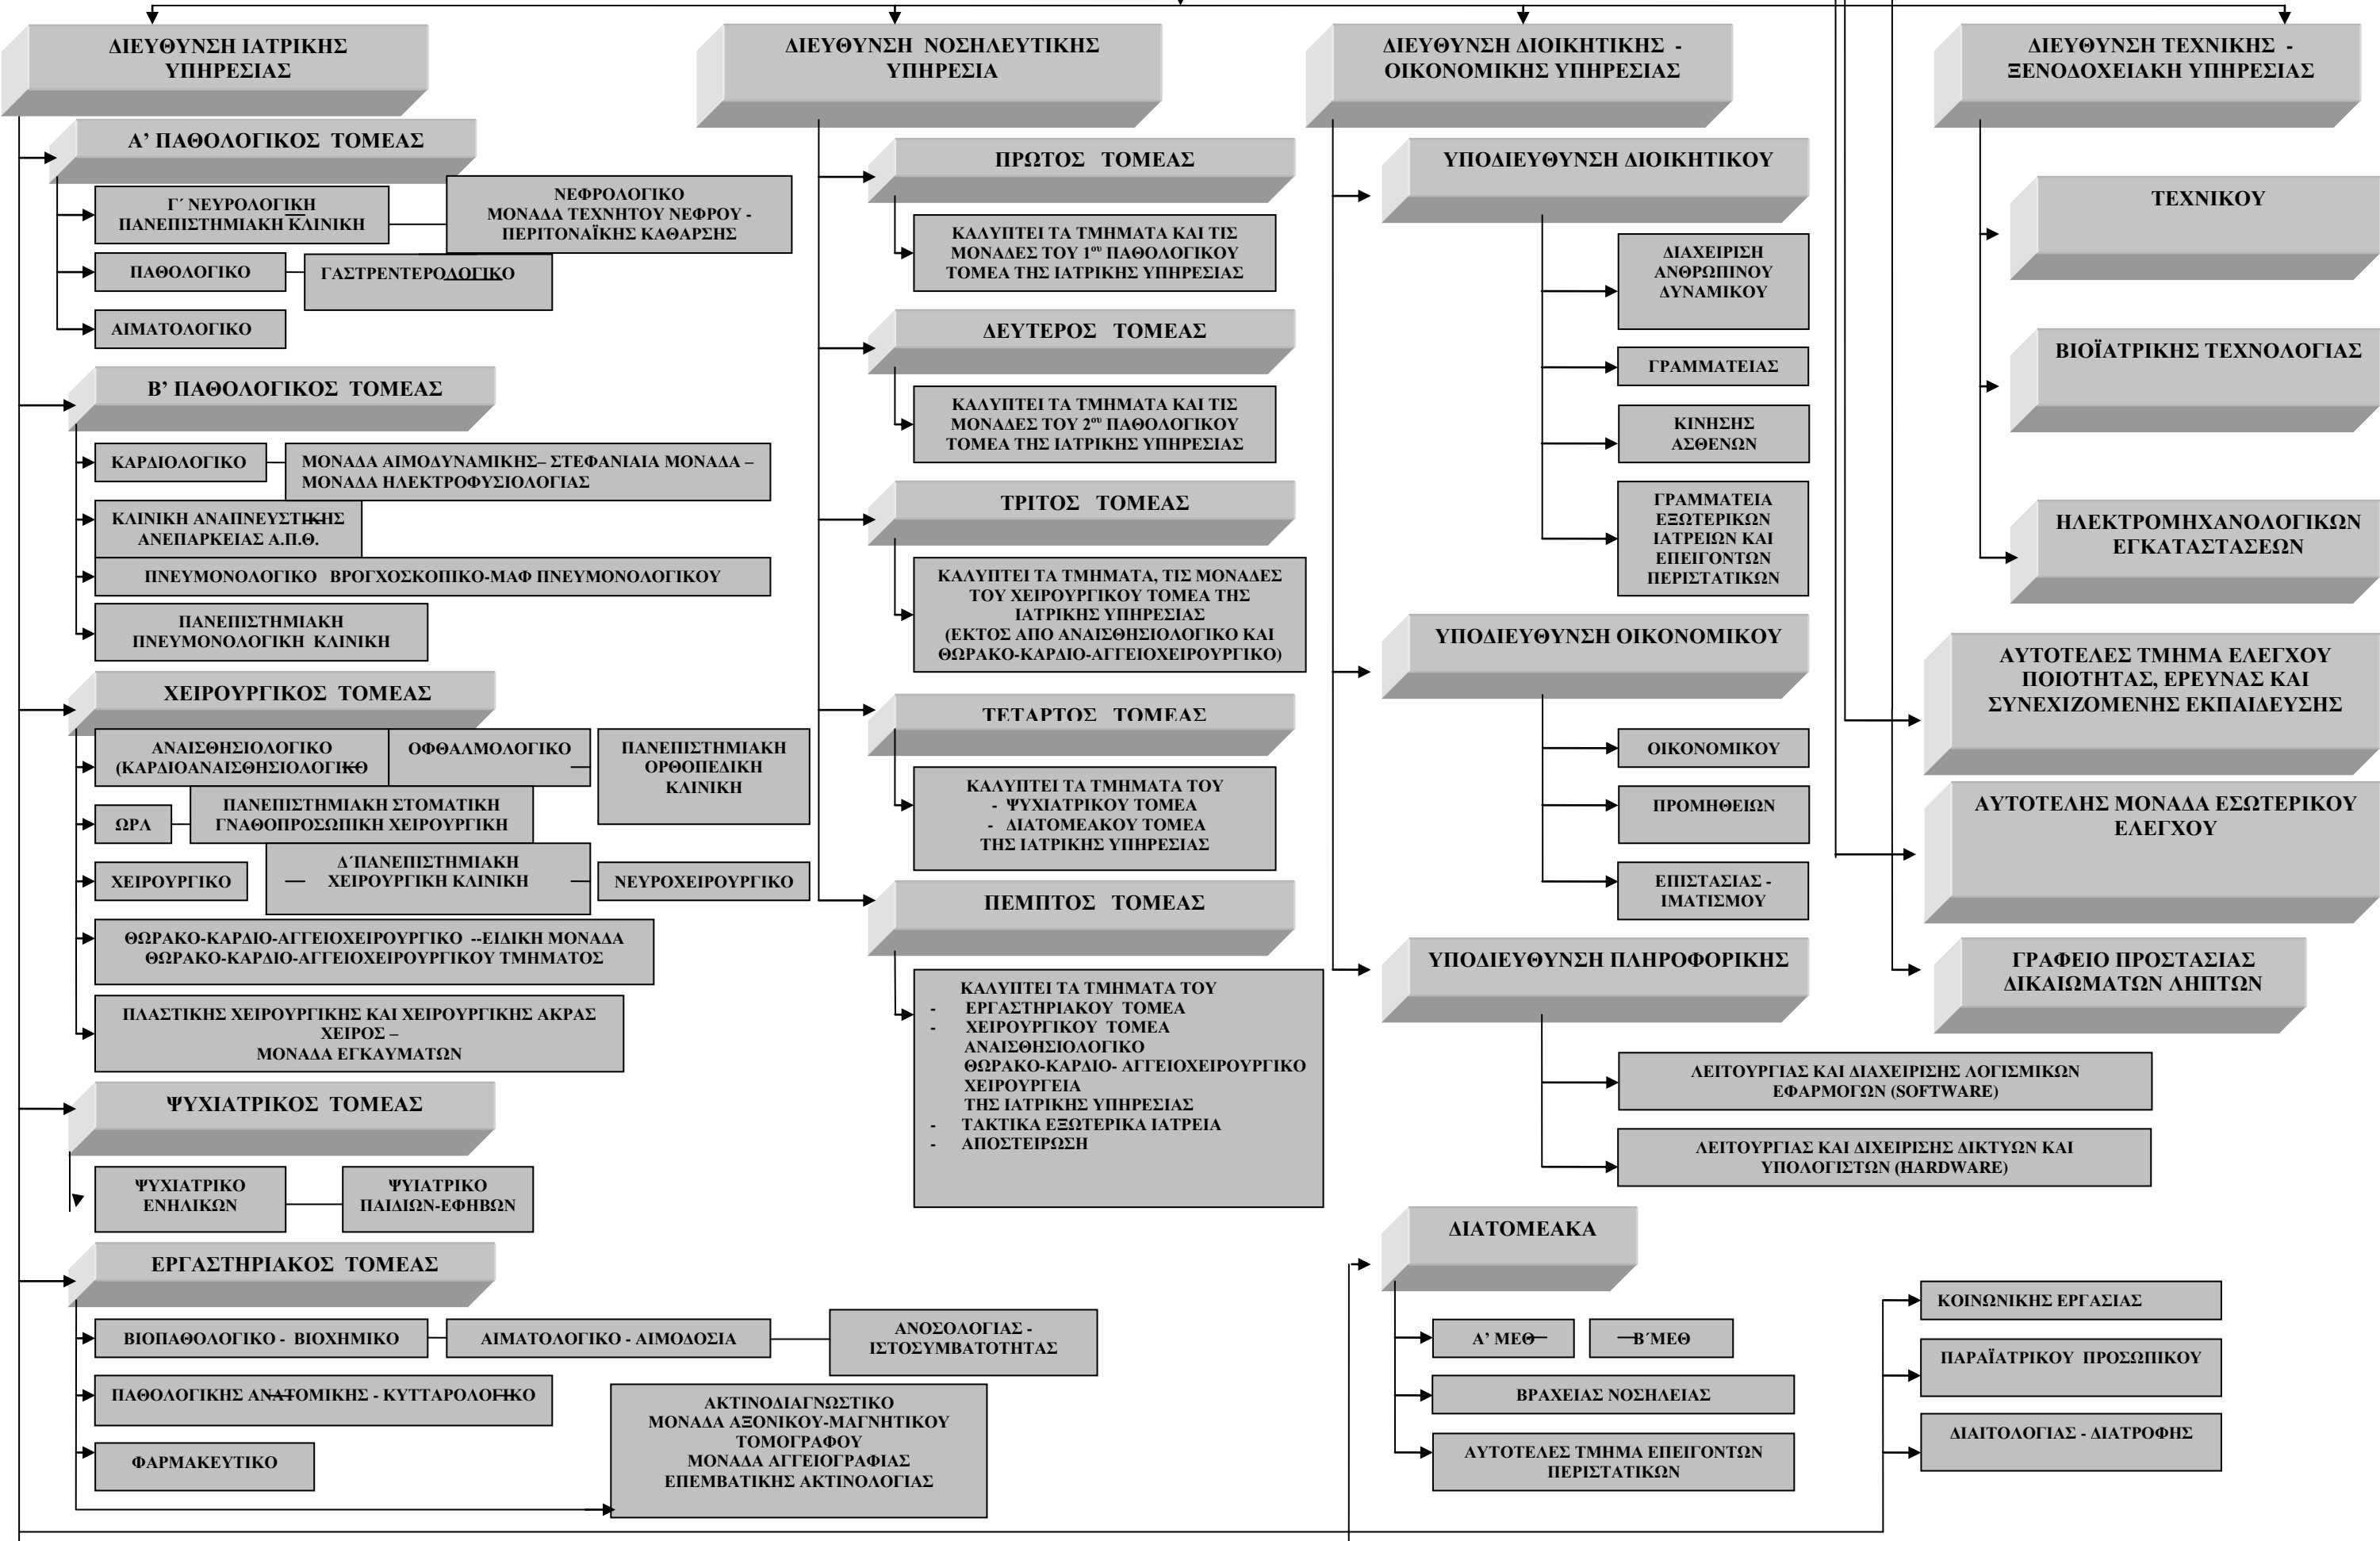 ΔΙΕΥΘΥΝΣΗ ΙΑΤΡΙΚΗΣ
ΥΠΗΡΕΣΙΑΣ
Α’ ΠΑΘΟΛΟΓΙΚΟΣ ΤΟΜΕΑΣ
Γ΄ ΝΕΥΡΟΛΟΓΙΚΗ
ΠΑΝΕΠΙΣΤΗΜΙΑΚΗ ΚΛΙΝΙΚΗ
ΝΕΦΡΟΛΟΓΙΚΟ
ΜΟΝΑΔΑ ΤΕΧΝΗΤΟΥ ΝΕΦΡΟΥ -
ΠΕΡΙΤΟΝΑΪΚΗΣ ΚΑΘΑΡΣΗΣ
ΠΑΘΟΛΟΓΙΚΟ
ΓΑΣΤΡΕΝΤΕΡΟΛΟΓΙΚΟ
ΑΙΜΑΤΟΛΟΓΙΚΟ
Β’ ΠΑΘΟΛΟΓΙΚΟΣ ΤΟΜΕΑΣ
ΚΑΡΔΙΟΛΟΓΙΚΟ
ΜΟΝΑΔΑ ΑΙΜΟΔΥΝΑΜΙΚΗΣ– ΣΤΕΦΑΝΙΑΙΑ ΜΟΝΑΔΑ –
ΜΟΝΑΔΑ ΗΛΕΚΤΡΟΦΥΣΙΟΛΟΓΙΑΣ
ΚΛΙΝΙΚΗ ΑΝΑΠΝΕΥΣΤΙΚΗΣ
ΑΝΕΠΑΡΚΕΙΑΣ Α.Π.Θ.
ΠΝΕΥΜΟΝΟΛΟΓΙΚΟ ΒΡΟΓΧΟΣΚΟΠΙΚΟ-ΜΑΦ ΠΝΕΥΜΟΝΟΛΟΓΙΚΟΥ
ΠΑΝΕΠΙΣΤΗΜΙΑΚΗ
ΠΝΕΥΜΟΝΟΛΟΓΙΚΗ ΚΛΙΝΙΚΗ
ΧΕΙΡΟΥΡΓΙΚΟΣ ΤΟΜΕΑΣ
ΑΝΑΙΣΘΗΣΙΟΛΟΓΙΚΟ
(ΚΑΡΔΙΟΑΝΑΙΣΘΗΣΙΟΛΟΓΙΚΟ
ΟΦΘΑΛΜΟΛΟΓΙΚΟ
ΠΑΝΕΠΙΣΤΗΜΙΑΚΗ
ΟΡΘΟΠΕΔΙΚΗ
ΚΛΙΝΙΚΗ
ΩΡΛ
ΠΑΝΕΠΙΣΤΗΜΙΑΚΗ ΣΤΟΜΑΤΙΚΗ
ΓΝΑΘΟΠΡΟΣΩΠΙΚΗ ΧΕΙΡΟΥΡΓΙΚΗ
ΧΕΙΡΟΥΡΓΙΚΟ
Δ΄ΠΑΝΕΠΙΣΤΗΜΙΑΚΗ
ΧΕΙΡΟΥΡΓΙΚΗ ΚΛΙΝΙΚΗ
ΝΕΥΡΟΧΕΙΡΟΥΡΓΙΚΟ
ΘΩΡΑΚΟ-ΚΑΡΔΙΟ-ΑΓΓΕΙΟΧΕΙΡΟΥΡΓΙΚΟ --ΕΙΔΙΚΗ ΜΟΝΑΔΑ
ΘΩΡΑΚΟ-ΚΑΡΔΙΟ-ΑΓΓΕΙΟΧΕΙΡΟΥΡΓΙΚΟΥ ΤΜΗΜΑΤΟΣ
ΠΛΑΣΤΙΚΗΣ ΧΕΙΡΟΥΡΓΙΚΗΣ ΚΑΙ ΧΕΙΡΟΥΡΓΙΚΗΣ ΑΚΡΑΣ
ΧΕΙΡΟΣ –
ΜΟΝΑΔΑ ΕΓΚΑΥΜΑΤΩΝ
ΨΥΧΙΑΤΡΙΚΟΣ ΤΟΜΕΑΣ
ΨΥΧΙΑΤΡΙΚΟ
ΕΝΗΛΙΚΩΝ
ΨΥΙΑΤΡΙΚΟ
ΠΑΙΔΙΩΝ-ΕΦΗΒΩΝ
ΕΡΓΑΣΤΗΡΙΑΚΟΣ ΤΟΜΕΑΣ
ΒΙΟΠΑΘΟΛΟΓΙΚΟ - ΒΙΟΧΗΜΙΚΟ
ΑΙΜΑΤΟΛΟΓΙΚΟ - ΑΙΜΟΔΟΣΙΑ
ΑΝΟΣΟΛΟΓΙΑΣ -
ΙΣΤΟΣΥΜΒΑΤΟΤΗΤΑΣ
ΠΑΘΟΛΟΓΙΚΗΣ ΑΝΑΤΟΜΙΚΗΣ - ΚΥΤΤΑΡΟΛΟΓΙΚΟ
ΦΑΡΜΑΚΕΥΤΙΚΟ
ΑΚΤΙΝΟΔΙΑΓΝΩΣΤΙΚΟ
ΜΟΝΑΔΑ ΑΞΟΝΙΚΟΥ-ΜΑΓΝΗΤΙΚΟΥ
ΤΟΜΟΓΡΑΦΟΥ
ΜΟΝΑΔΑ ΑΓΓΕΙΟΓΡΑΦΙΑΣ
ΕΠΕΜΒΑΤΙΚΗΣ ΑΚΤΙΝΟΛΟΓΙΑΣ
ΔΙΕΥΘΥΝΣΗ ΝΟΣΗΛΕΥΤΙΚΗΣ
ΥΠΗΡΕΣΙΑ
ΠΡΩΤΟΣ ΤΟΜΕΑΣ
ΚΑΛΥΠΤΕΙ ΤΑ ΤΜΗΜΑΤΑ ΚΑΙ ΤΙΣ
ΜΟΝΑΔΕΣ ΤΟΥ 1ου ΠΑΘΟΛΟΓΙΚΟΥ
ΤΟΜΕΑ ΤΗΣ ΙΑΤΡΙΚΗΣ ΥΠΗΡΕΣΙΑΣ
ΔΕΥΤΕΡΟΣ ΤΟΜΕΑΣ
ΚΑΛΥΠΤΕΙ ΤΑ ΤΜΗΜΑΤΑ ΚΑΙ ΤΙΣ
ΜΟΝΑΔΕΣ ΤΟΥ 2ου ΠΑΘΟΛΟΓΙΚΟΥ
ΤΟΜΕΑ ΤΗΣ ΙΑΤΡΙΚΗΣ ΥΠΗΡΕΣΙΑΣ
ΤΡΙΤΟΣ ΤΟΜΕΑΣ
ΚΑΛΥΠΤΕΙ ΤΑ ΤΜΗΜΑΤΑ, ΤΙΣ ΜΟΝΑΔΕΣ
ΤΟΥ ΧΕΙΡΟΥΡΓΙΚΟΥ ΤΟΜΕΑ ΤΗΣ
ΙΑΤΡΙΚΗΣ ΥΠΗΡΕΣΙΑΣ
(ΕΚΤΟΣ ΑΠΟ ΑΝΑΙΣΘΗΣΙΟΛΟΓΙΚΟ ΚΑΙ
ΘΩΡΑΚΟ-ΚΑΡΔΙΟ-ΑΓΓΕΙΟΧΕΙΡΟΥΡΓΙΚΟ)
ΤΕΤΑΡΤΟΣ ΤΟΜΕΑΣ
ΚΑΛΥΠΤΕΙ ΤΑ ΤΜΗΜΑΤΑ ΤΟΥ
- ΨΥΧΙΑΤΡΙΚΟΥ ΤΟΜΕΑ
- ΔΙΑΤΟΜΕΑΚΟΥ ΤΟΜΕΑ
ΤΗΣ ΙΑΤΡΙΚΗΣ ΥΠΗΡΕΣΙΑΣ
ΠΕΜΠΤΟΣ ΤΟΜΕΑΣ
ΚΑΛΥΠΤΕΙ ΤΑ ΤΜΗΜΑΤΑ ΤΟΥ
- ΕΡΓΑΣΤΗΡΙΑΚΟΥ ΤΟΜΕΑ
- ΧΕΙΡΟΥΡΓΙΚΟΥ ΤΟΜΕΑ
ΑΝΑΙΣΘΗΣΙΟΛΟΓΙΚΟ
ΘΩΡΑΚΟ-ΚΑΡΔΙΟ- ΑΓΓΕΙΟΧΕΙΡΟΥΡΓΙΚΟ
ΧΕΙΡΟΥΡΓΕΙΑ
ΤΗΣ ΙΑΤΡΙΚΗΣ ΥΠΗΡΕΣΙΑΣ
- ΤΑΚΤΙΚΑ ΕΞΩΤΕΡΙΚΑ ΙΑΤΡΕΙΑ
- ΑΠΟΣΤΕΙΡΩΣΗ
ΔΙΕΥΘΥΝΣΗ ΔΙΟΙΚΗΤΙΚΗΣ -
ΟΙΚΟΝΟΜΙΚΗΣ ΥΠΗΡΕΣΙΑΣ
ΥΠΟΔΙΕΥΘΥΝΣΗ ΔΙΟΙΚΗΤΙΚΟΥ
ΔΙΑΧΕΙΡΙΣΗ
ΑΝΘΡΩΠΙΝΟΥ
ΔΥΝΑΜΙΚΟΥ
ΓΡΑΜΜΑΤΕΙΑΣ
ΚΙΝΗΣΗΣ
ΑΣΘΕΝΩΝ
ΓΡΑΜΜΑΤΕΙΑ
ΕΞΩΤΕΡΙΚΩΝ
ΙΑΤΡΕΙΩΝ ΚΑΙ
ΕΠΕΙΓΟΝΤΩΝ
ΠΕΡΙΣΤΑΤΙΚΩΝ
ΥΠΟΔΙΕΥΘΥΝΣΗ ΟΙΚΟΝΟΜΙΚΟΥ
ΟΙΚΟΝΟΜΙΚΟΥ
ΠΡΟΜΗΘΕΙΩΝ
ΕΠΙΣΤΑΣΙΑΣ -
ΙΜΑΤΙΣΜΟΥ
ΥΠΟΔΙΕΥΘΥΝΣΗ ΠΛΗΡΟΦΟΡΙΚΗΣ
ΛΕΙΤΟΥΡΓΙΑΣ ΚΑΙ ΔΙΑΧΕΙΡΙΣΗΣ ΛΟΓΙΣΜΙΚΩΝ
ΕΦΑΡΜΟΓΩΝ (SOFTWARE)
ΛΕΙΤΟΥΡΓΙΑΣ ΚΑΙ ΔΙΧΕΙΡΙΣΗΣ ΔΙΚΤΥΩΝ ΚΑΙ
ΥΠΟΛΟΓΙΣΤΩΝ (HARDWARE)
ΔΙΑΤΟΜΕΑΚΑ
Α’ ΜΕΘ
Β΄ΜΕΘ
ΒΡΑΧΕΙΑΣ ΝΟΣΗΛΕΙΑΣ
ΑΥΤΟΤΕΛΕΣ ΤΜΗΜΑ ΕΠΕΙΓΟΝΤΩΝ
ΠΕΡΙΣΤΑΤΙΚΩΝ
ΔΙΕΥΘΥΝΣΗ ΤΕΧΝΙΚΗΣ -
ΞΕΝΟΔΟΧΕΙΑΚΗ ΥΠΗΡΕΣΙΑΣ
ΤΕΧΝΙΚΟΥ
ΒΙΟΪΑΤΡΙΚΗΣ ΤΕΧΝΟΛΟΓΙΑΣ
ΗΛΕΚΤΡΟΜΗΧΑΝΟΛΟΓΙΚΩΝ
ΕΓΚΑΤΑΣΤΑΣΕΩΝ
ΑΥΤΟΤΕΛΕΣ ΤΜΗΜΑ ΕΛΕΓΧΟΥ
ΠΟΙΟΤΗΤΑΣ, ΕΡΕΥΝΑΣ ΚΑΙ
ΣΥΝΕΧΙΖΟΜΕΝΗΣ ΕΚΠΑΙΔΕΥΣΗΣ
ΑΥΤΟΤΕΛΗΣ ΜΟΝΑΔΑ ΕΣΩΤΕΡΙΚΟΥ
ΕΛΕΓΧΟΥ
ΓΡΑΦΕΙΟ ΠΡΟΣΤΑΣΙΑΣ
ΔΙΚΑΙΩΜΑΤΩΝ ΛΗΠΤΩΝ
ΚΟΙΝΩΝΙΚΗΣ ΕΡΓΑΣΙΑΣ
ΠΑΡΑΪΑΤΡΙΚΟΥ ΠΡΟΣΩΠΙΚΟΥ
ΔΙΑΙΤΟΛΟΓΙΑΣ - ΔΙΑΤΡΟΦΗΣ